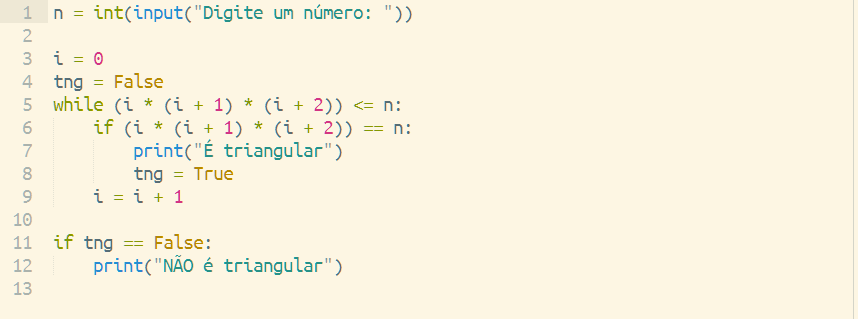 1 n = int(input("Digite um número: "))
2
3 i = 0
4 tng = False
5 while (i * (i + 1) * (i + 2)) <= n:
6     if (i * (i + 1) * (i + 2)) == n:
7         print("É triangular")
8         tng = True
9     i = i + 1
10
11 if tng == False:
12     print("NÃO é triangular")
13